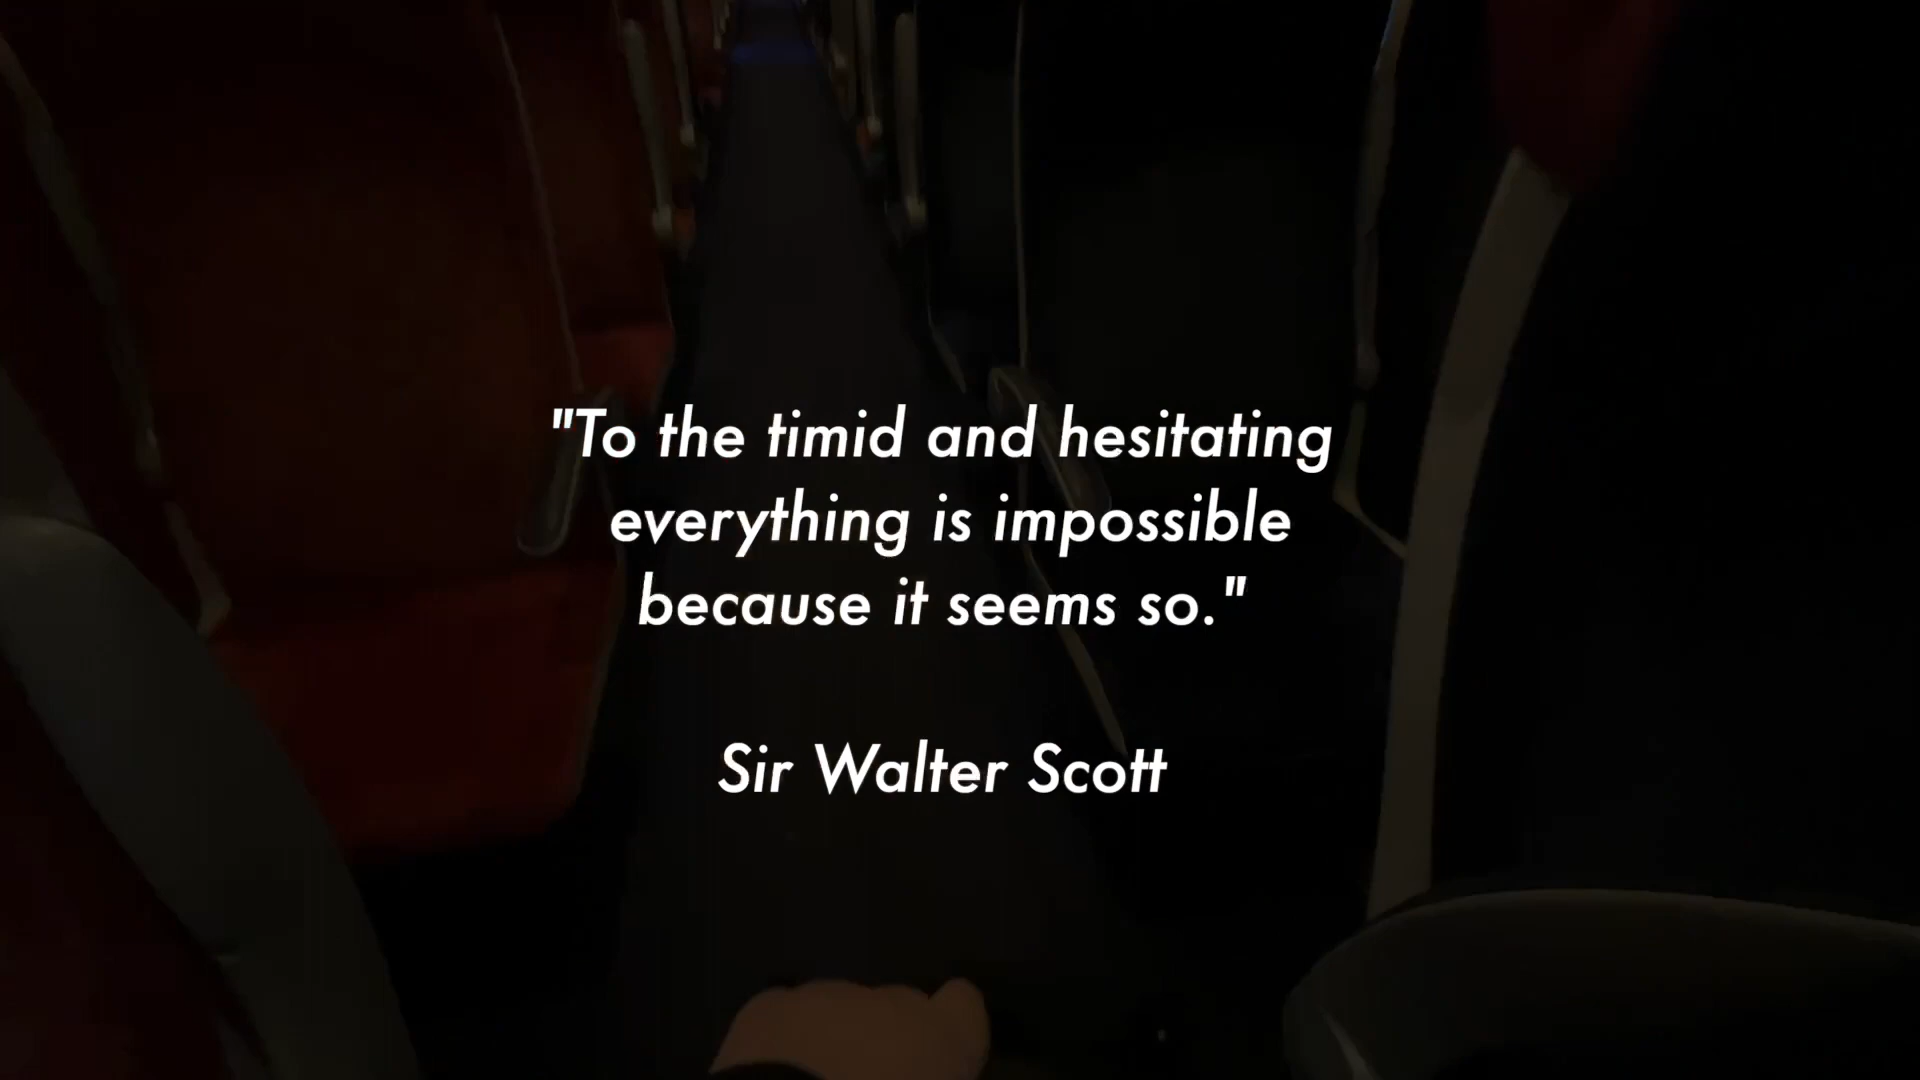 "To the timid and hesitating
everything is impossible
because it seems so."
Sir Walter Scott